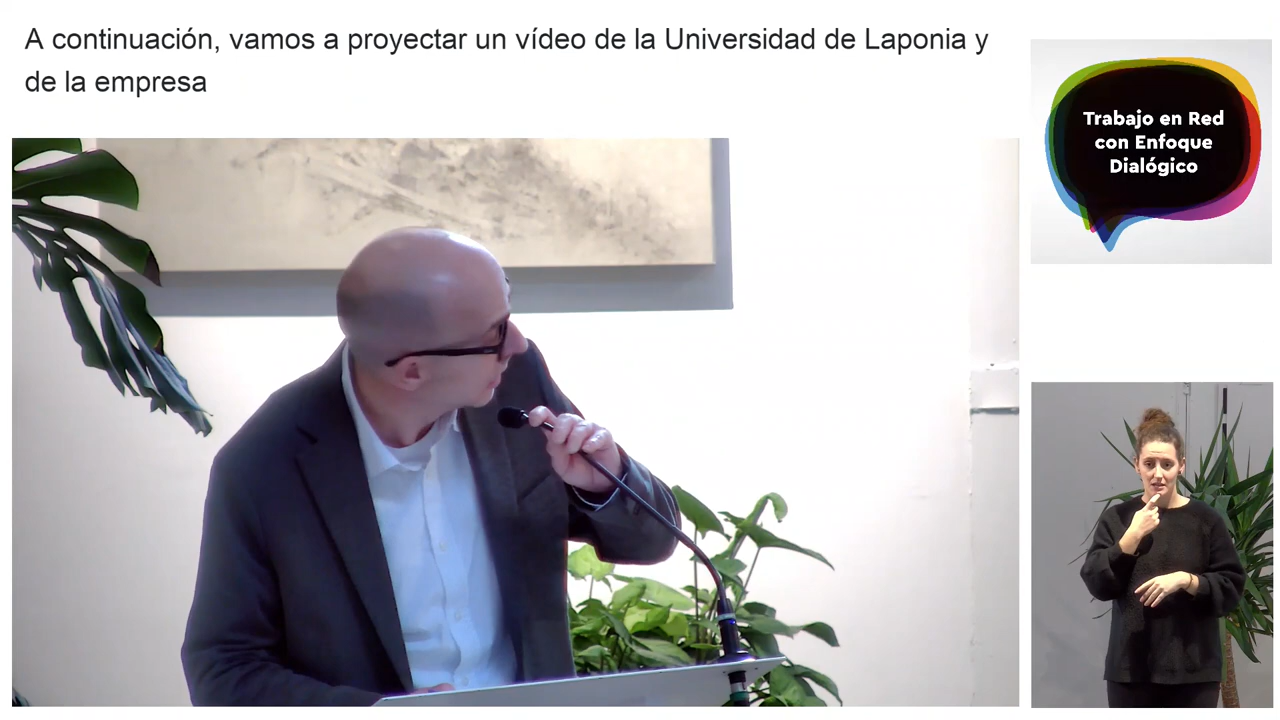 A continuación, vamos a proyectar un vídeo de la Universidad de Laponia y
de la empresa
Trabajo en Red
con Enfoque
Dialógico